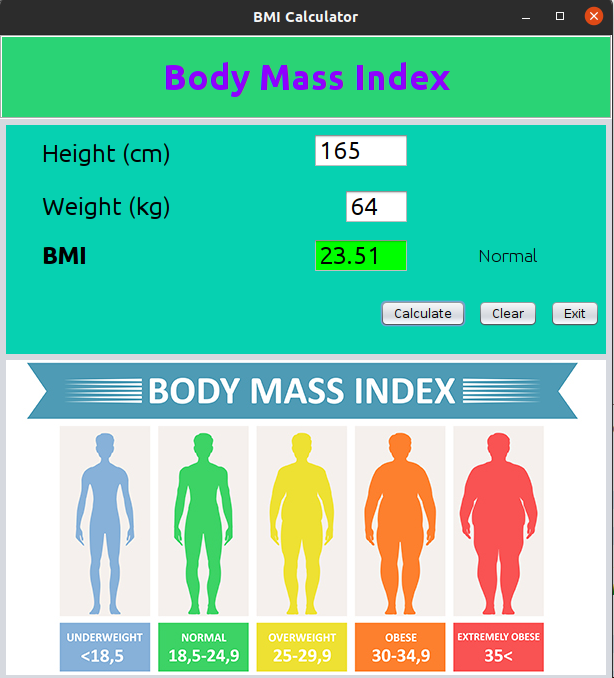 BMI Calculator
Body Mass Index
Height (cm) 165
Weight (kg) 64
BMI 23.51 Normal
Calculate Clear Exit
BODY MASS INDEX
UNDERWEIGHT NORMAL OVERWEIGHT OBESE EXTREMELY OBESE
<18,5 18,5-24,9 25-29,9 30-34,9 35<